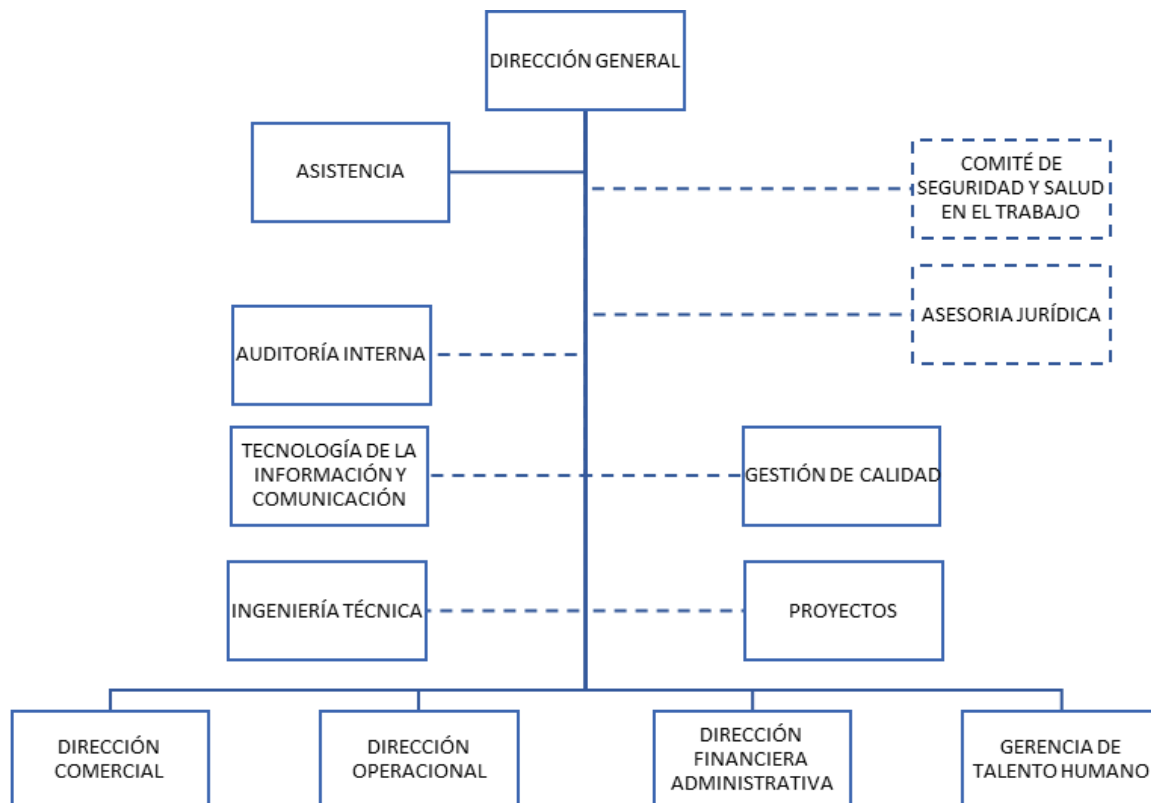 DIRECCIÓN GENERAL
ASISTENCIA
COMITÉ DE
SEGURIDAD Y SALUD
EN EL TRABAJO
ASESORIA JURÍDICA
AUDITORÍA INTERNA
TECNOLOGÍA DE LA
INFORMACIÓN Y
COMUNICACIÓN
GESTIÓN DE CALIDAD
INGENIERÍA TÉCNICA
PROYECTOS
DIRECCIÓN
COMERCIAL
DIRECCIÓN
OPERACIONAL
DIRECCIÓN
FINANCIERA
ADMINISTRATIVA
GERENCIA DE
TALENTO HUMANO